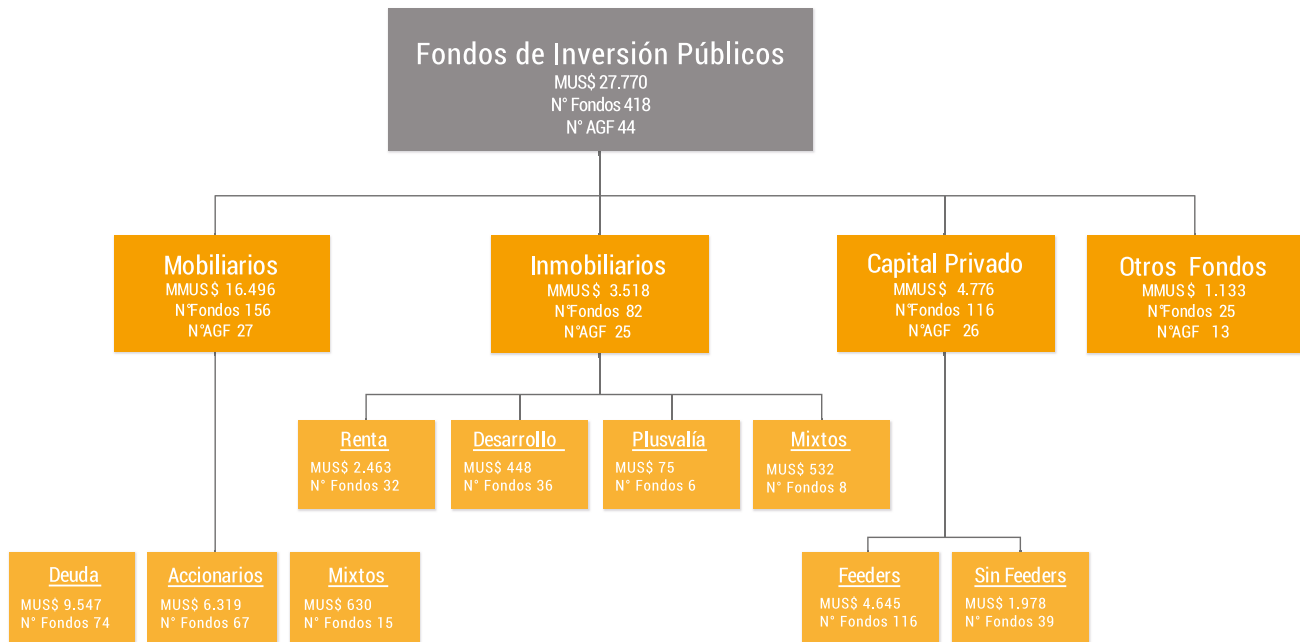 Fondos de Inversión Públicos
MUS$ 27.770
N° Fondos 418
N° AGF 44
Mobiliarios
MMUS$ 16.496
N°Fondos 156
N°AGF 27
Inmobiliarios
MMUS$ 3.518
N°Fondos 82
N°AGF 25
Capital Privado
MMUS$ 4.776
N°Fondos 116
N°AGF 26
Otros Fondos
MMUS$ 1.133
N°Fondos 25
N°AGF 13
Renta
MUS$ 2.463
N° Fondos 32
Desarrollo
MUS$ 448
N° Fondos 36
Plusvalía
MUS$ 75
N° Fondos 6
Mixtos
MUS$ 532
N° Fondos 8
Deuda
MUS$ 9.547
N° Fondos 74
Accionarios
MUS$ 6.319
N° Fondos 67
Mixtos
MUS$ 630
N° Fondos 15
Feeders
MUS$ 4.645
N° Fondos 116
Sin Feeders
MUS$ 1.978
N° Fondos 39